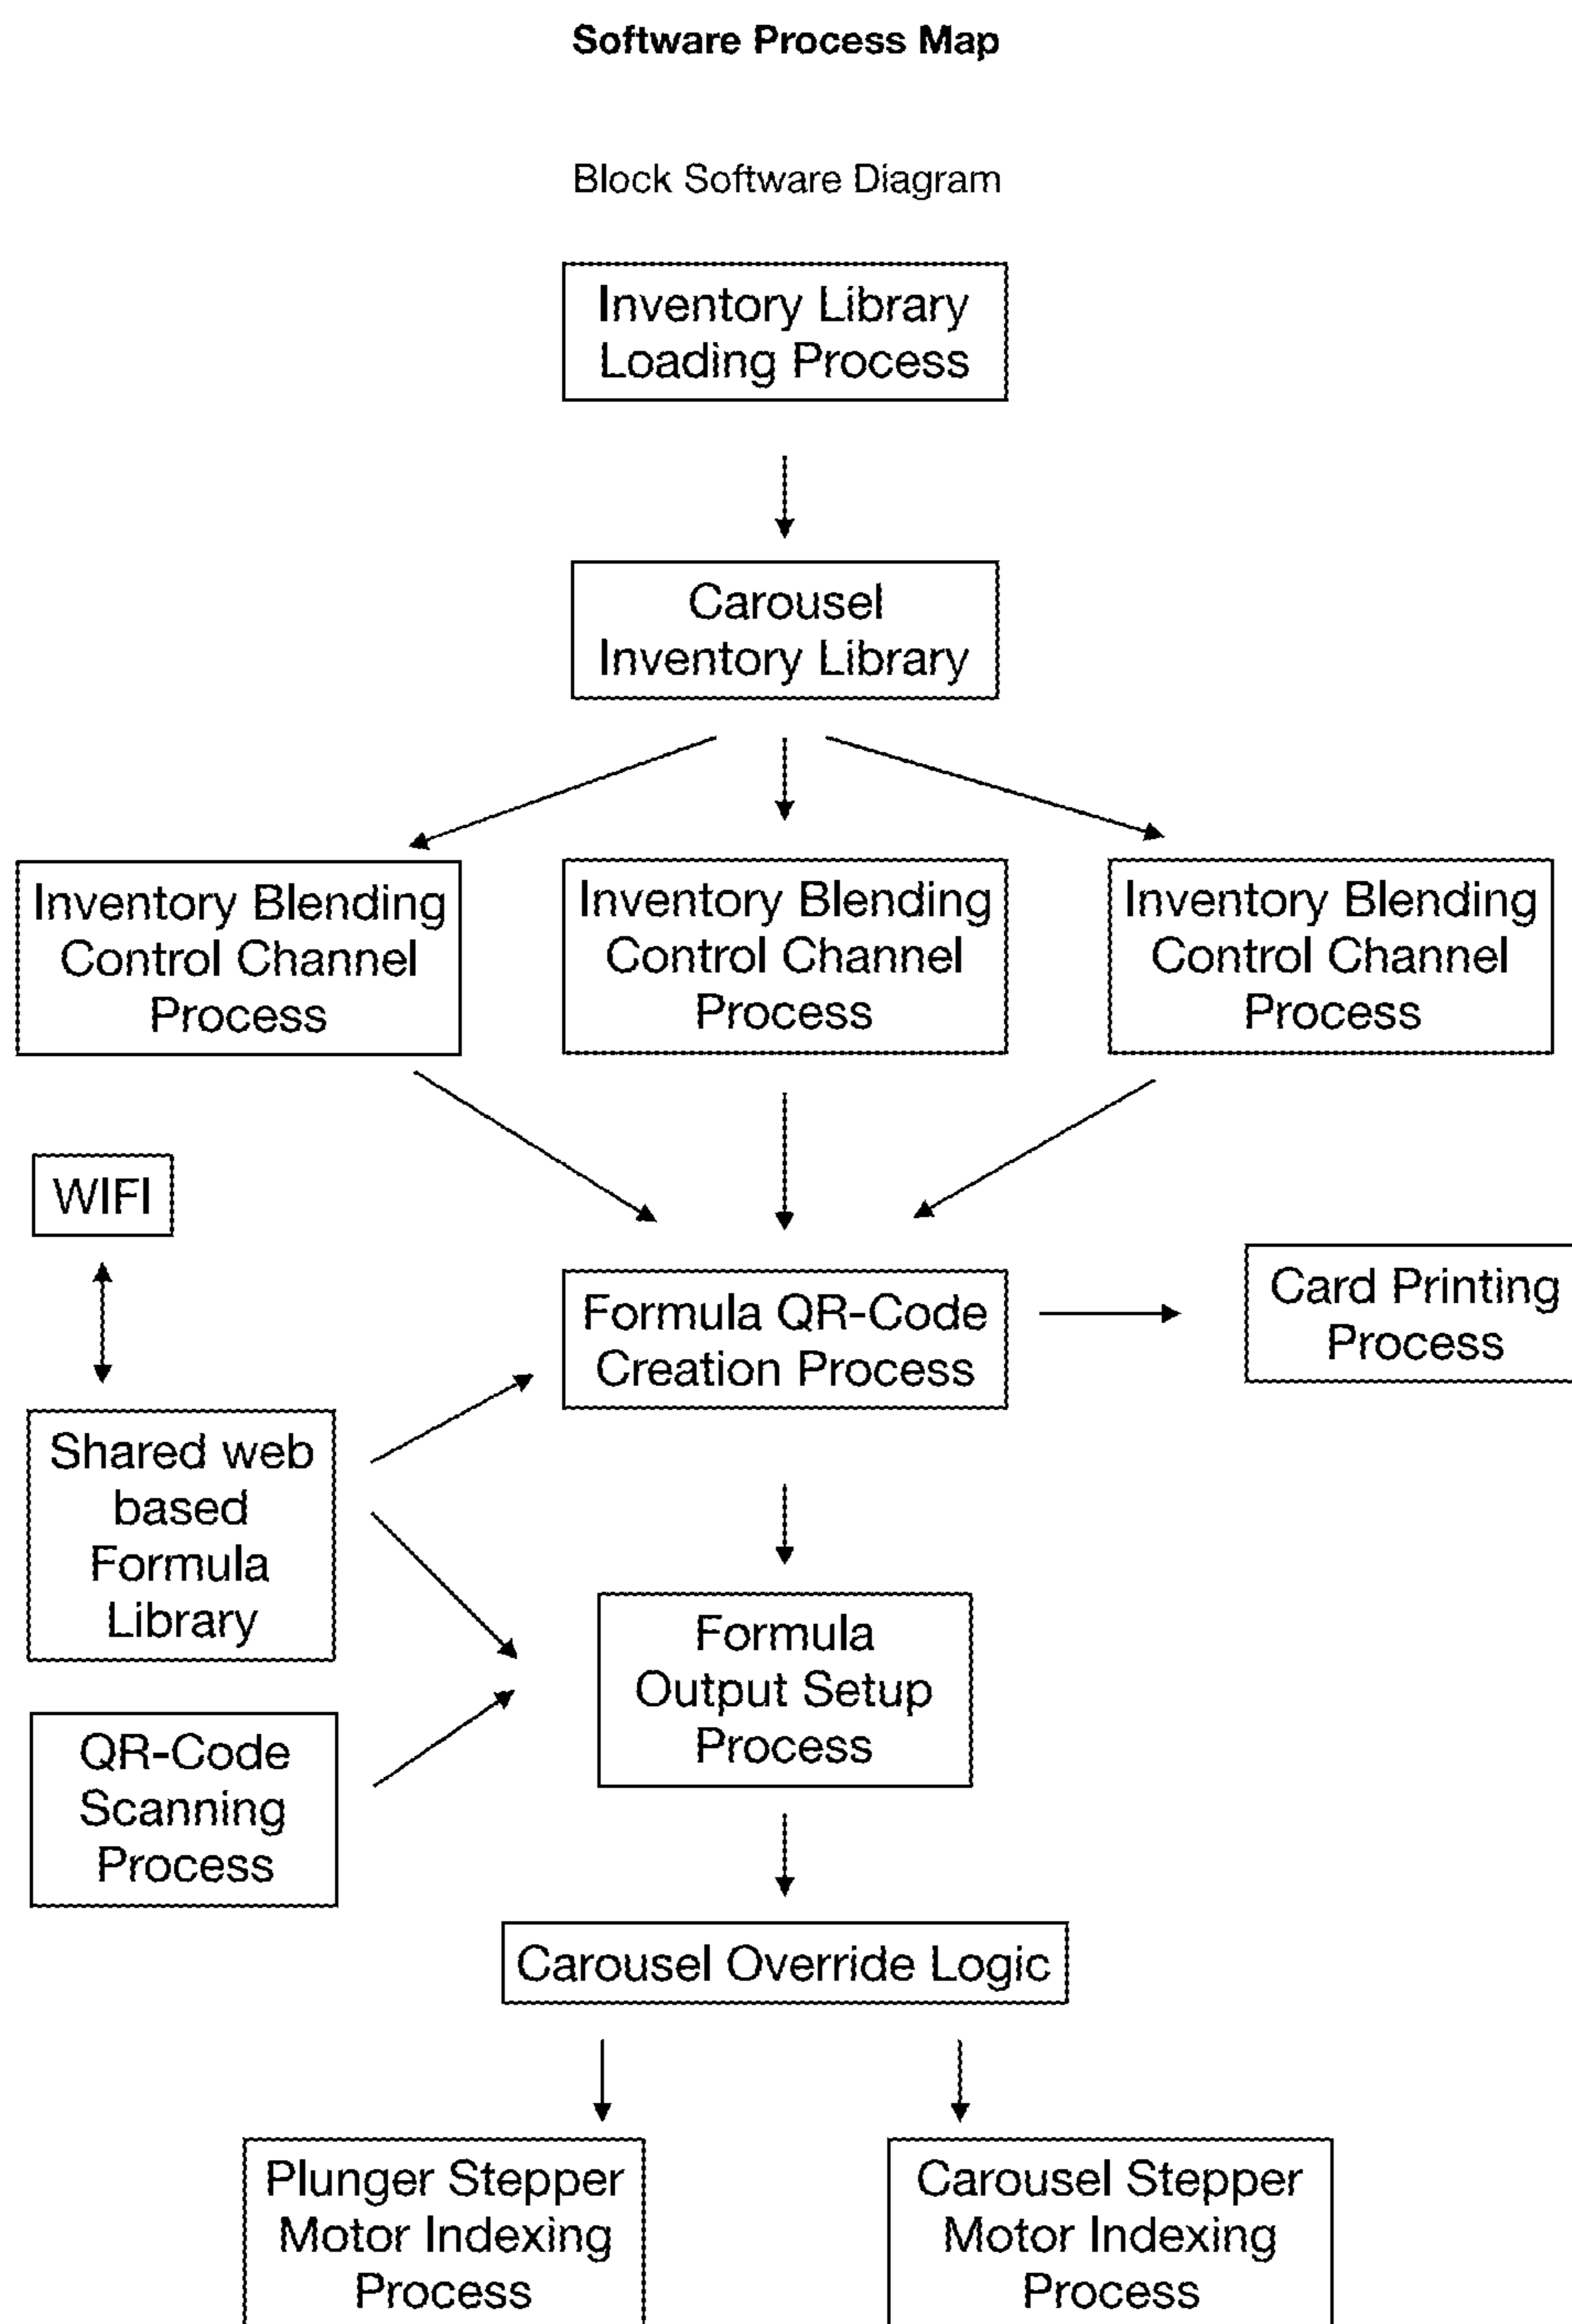 Software Process Map
Block Software Diagram
Inventory Library
Loading Process
Carousel
Inventory Library
Inventory Blending
Control Channel
Process
Inventory Blending
Control Channel
Process
Inventory Blending
Control Channel
Process
WIFI
Formula QR-Code
Creation Process
Card Printing
Process
Shared web
based
Formula
Library
Formula
Output Setup
Process
QR-Code
Scanning
Process
Carousel Override Logic
Plunger Stepper
Motor Indexing
Process
Carousel Stepper
Motor Indexing
Process